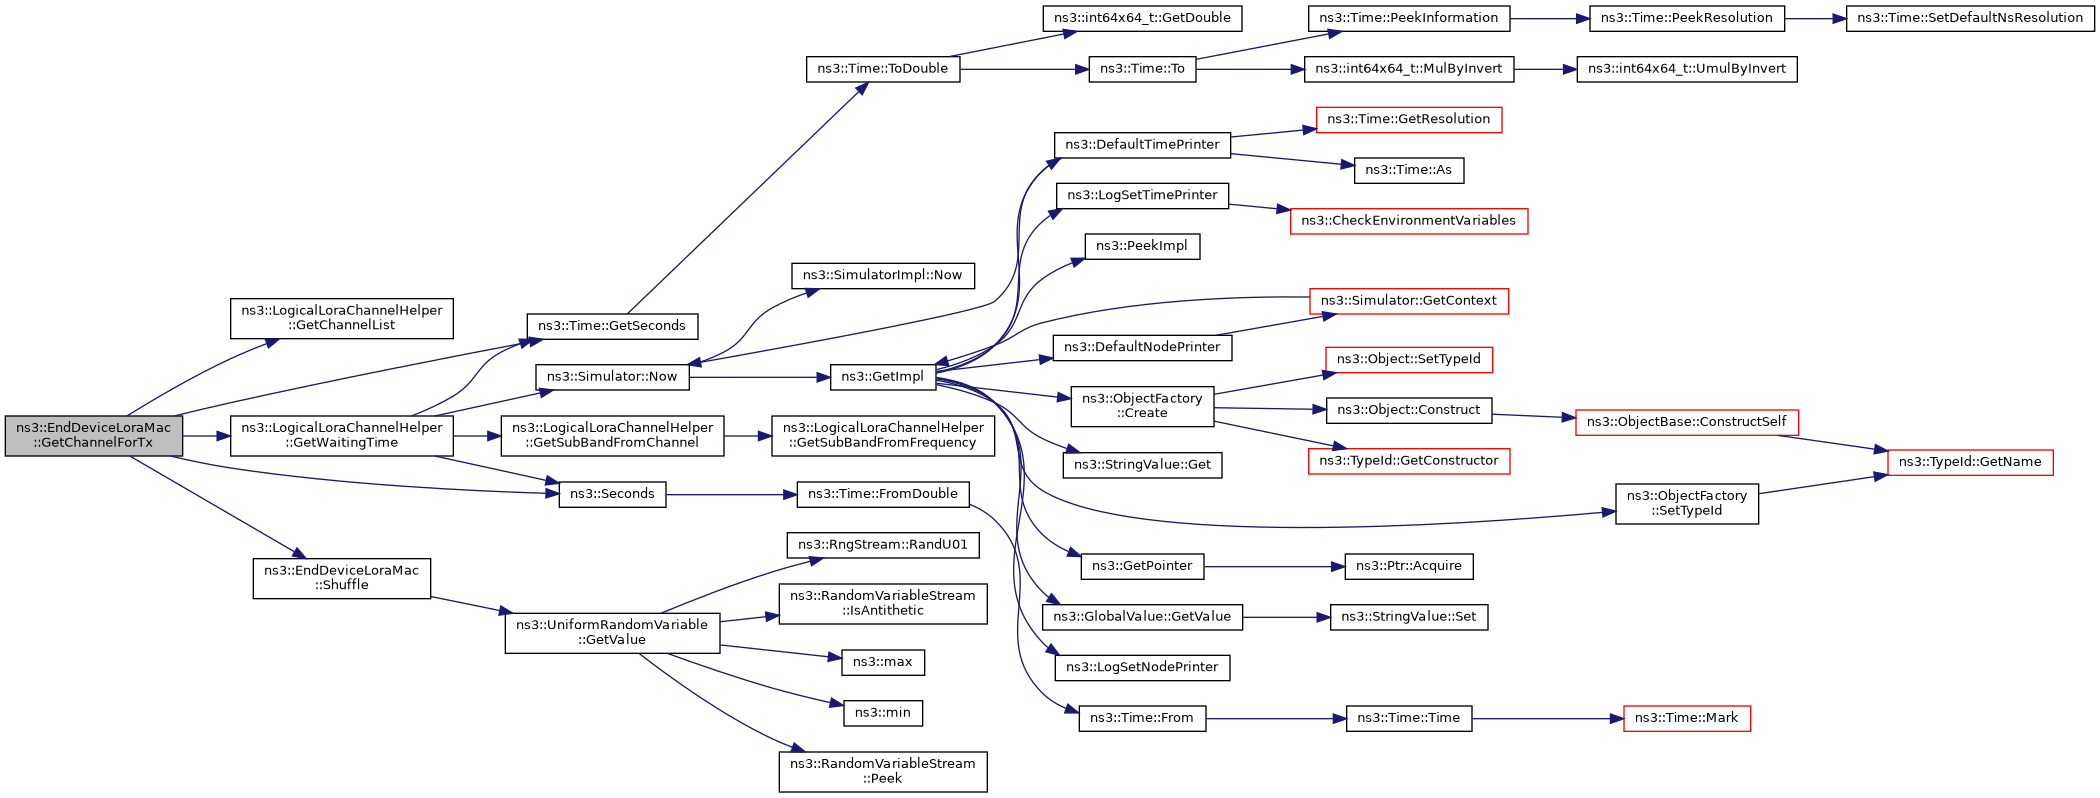 ns3::EndDeviceLoraMac
::GetChannelForTx
ns3::LogicalLoraChannelHelper
::GetChannelList
ns3::LogicalLoraChannelHelper
::GetWaitingTime
ns3::EndDeviceLoraMac
::Shuffle
ns3::Time::GetSeconds
ns3::Simulator::Now
ns3::LogicalLoraChannelHelper
::GetSubBandFromChannel
ns3::Seconds
ns3::UniformRandomVariable
::GetValue
ns3::Time::ToDouble
ns3::SimulatorImpl::Now
ns3::GetImpl
ns3::LogicalLoraChannelHelper
::GetSubBandFromFrequency
ns3::Time::FromDouble
ns3::RngStream::RandU01
ns3::RandomVariableStream
::IsAntithetic
ns3::max
ns3::min
ns3::RandomVariableStream
::Peek
ns3::int64x64_t::GetDouble
ns3::Time::To
ns3::DefaultTimePrinter
ns3::LogSetTimePrinter
ns3::PeekImpl
ns3::DefaultNodePrinter
ns3::ObjectFactory
::Create
ns3::StringValue::Get
ns3::GetPointer
ns3::GlobalValue::GetValue
ns3::LogSetNodePrinter
ns3::Time::From
ns3::Time::PeekInformation
ns3::int64x64_t::MulByInvert
ns3::Time::GetResolution
ns3::Time::As
ns3::CheckEnvironmentVariables
ns3::Simulator::GetContext
ns3::Object::SetTypeId
ns3::Object::Construct
ns3::TypeId::GetConstructor
ns3::Ptr::Acquire
ns3::StringValue::Set
ns3::Time::Time
ns3::Time::PeekResolution
ns3::int64x64_t::UmulByInvert
ns3::ObjectBase::ConstructSelf
ns3::ObjectFactory
::SetTypeId
ns3::Time::Mark
ns3::Time::SetDefaultNsResolution
ns3::TypeId::GetName